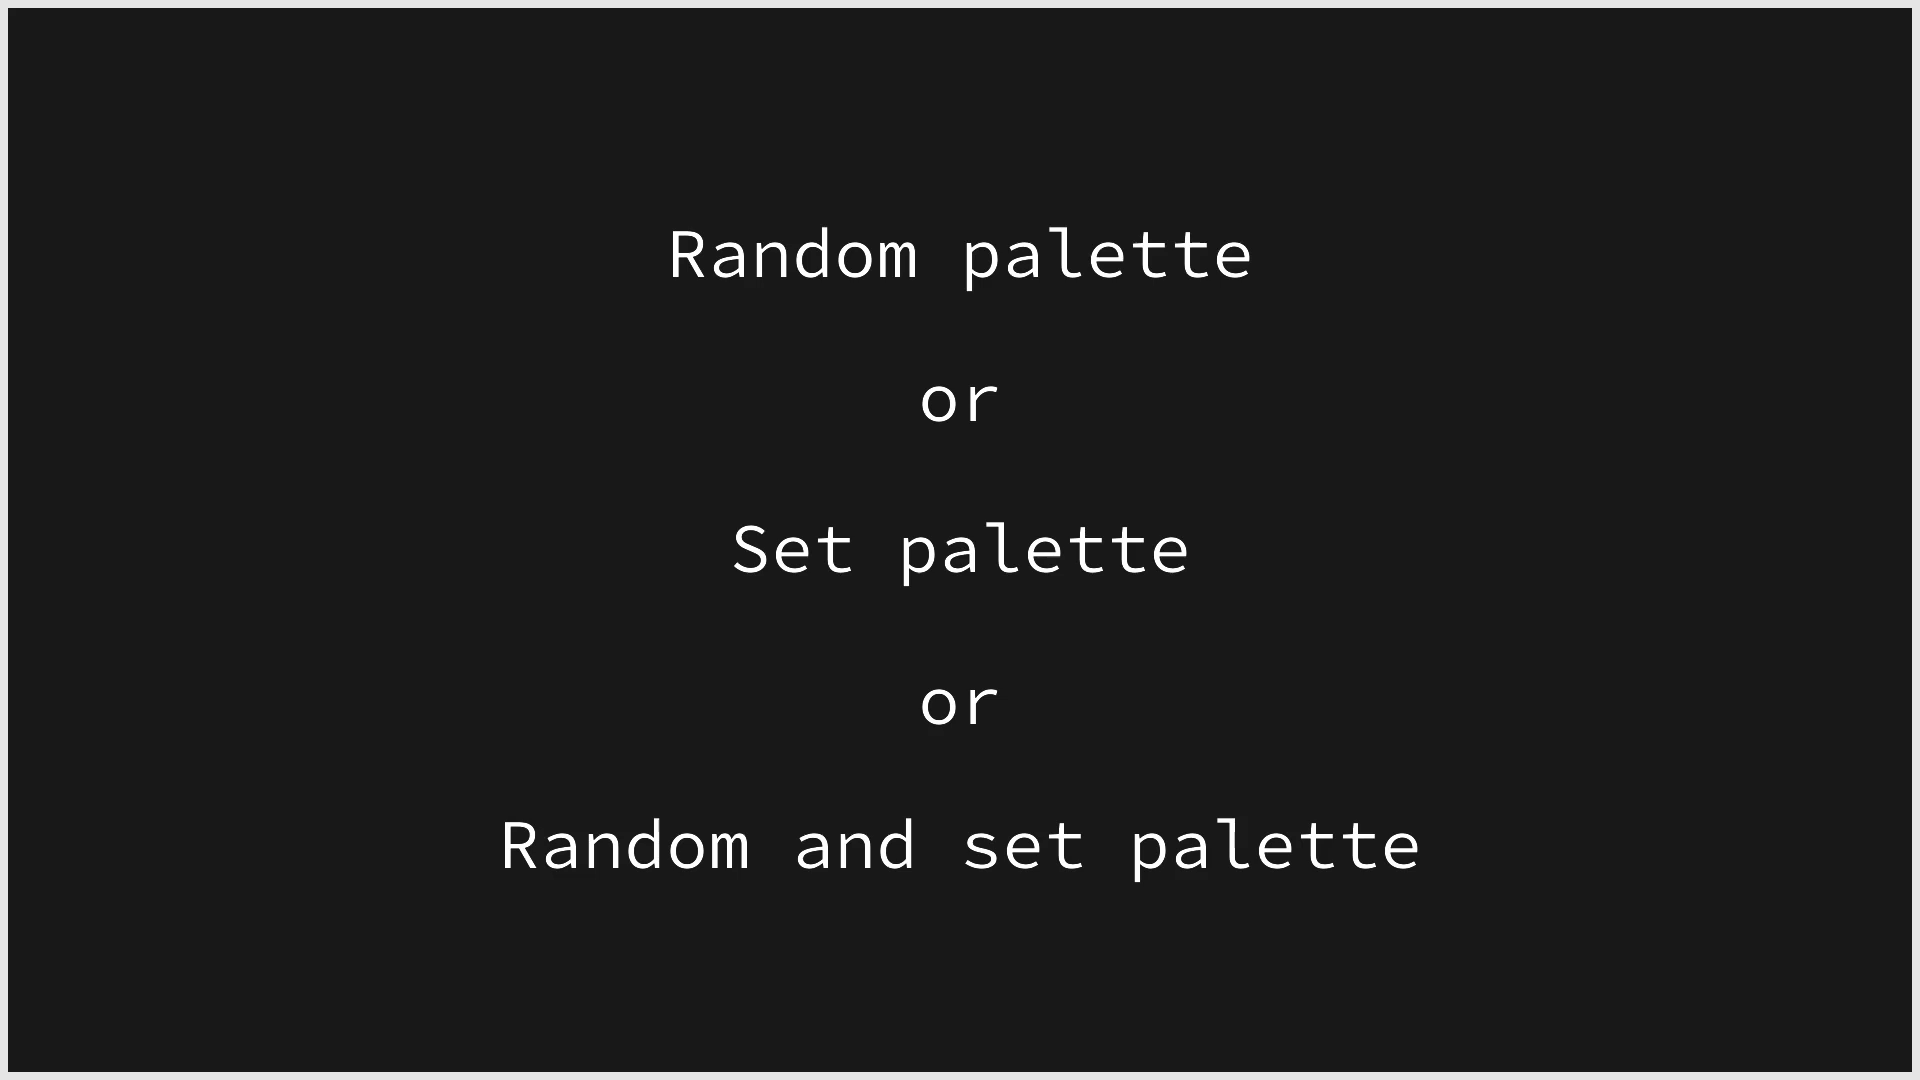 Random palette
or
Set palette
or
Random and set palette